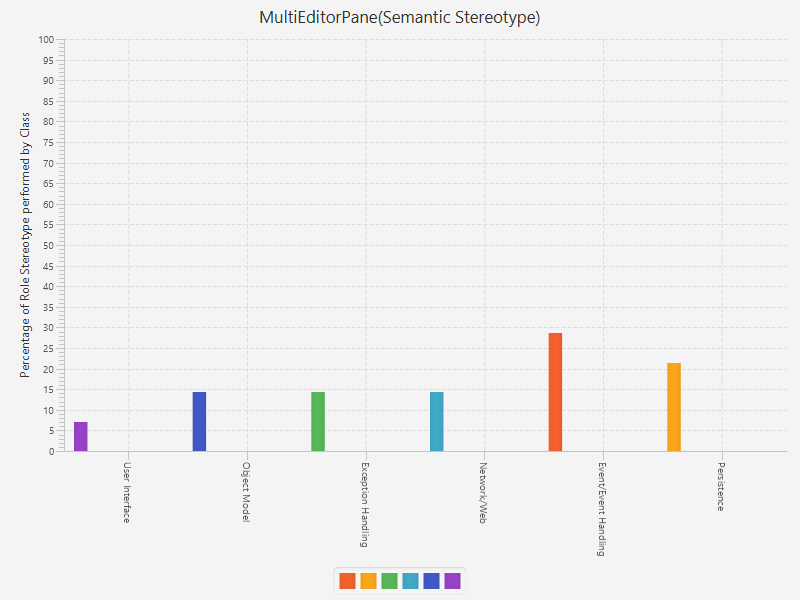 MultiEditorPane(Semantic Stereotype)
Percentage of Role Stereotype performed by Class
100
95
90
85
80
75
70
65
60
55
50
45
40
35
30
25
20
15
10
5
0
User Interface
Object Model
Exception Handling
Network/Web
Event/Event Handling
Persistence